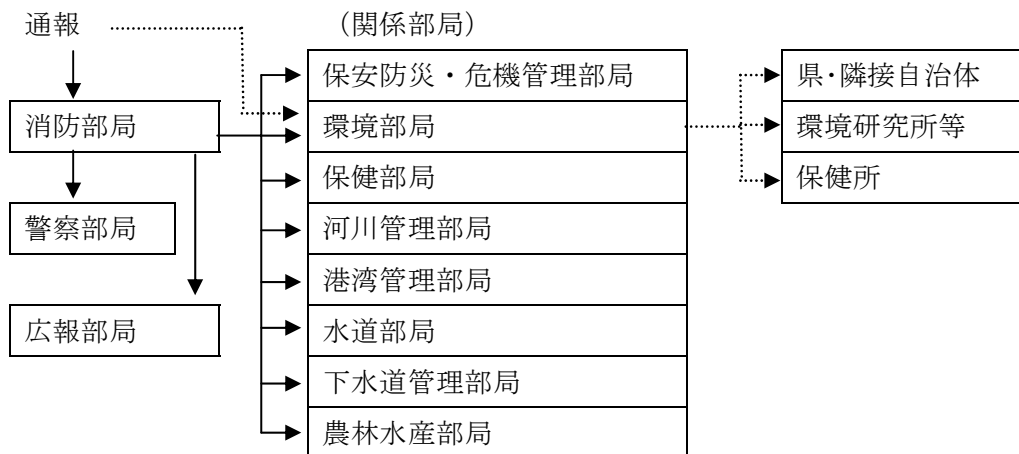 通報
消防部局
警察部局
広報部局
（関係部局）
保安防災・危機管理部局
環境部局
保健部局
河川管理部局
港湾管理部局
水道部局
下水道管理部局
農林水産部局
県・隣接自治体
環境研究所等
保健所